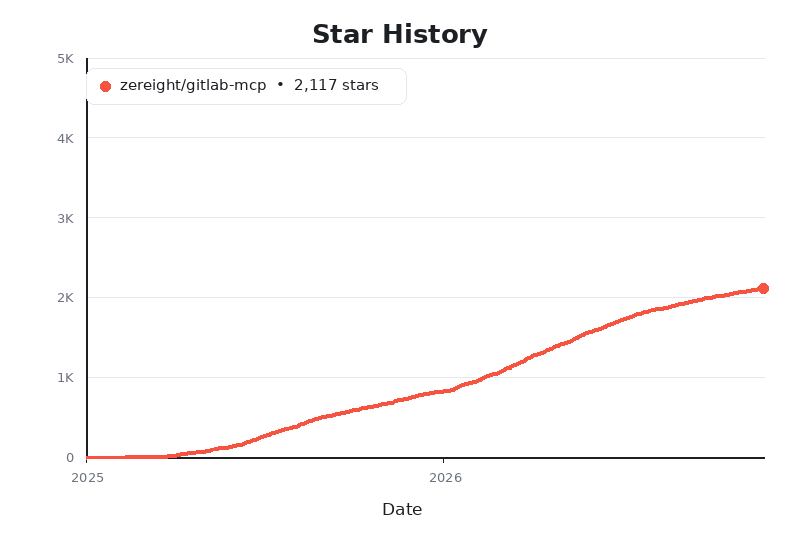 Star History
5K
zereight/gitlab-mcp • 2,117 stars
4K
3K
2K
1K
0
2025
2026
Date